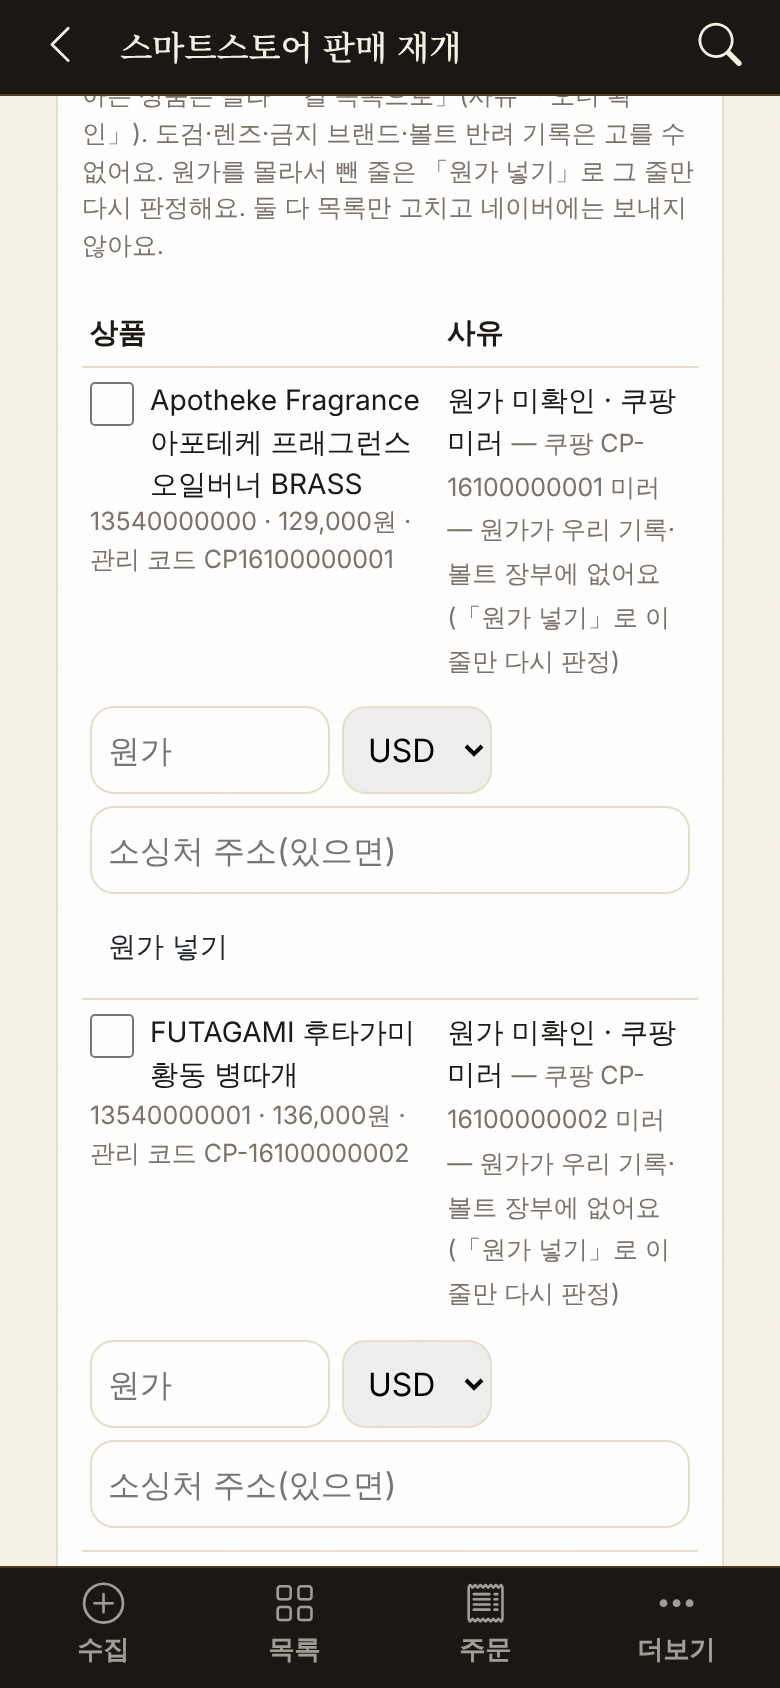 스마트스토어 판매 재개
인」). 도검·렌즈·금지 브랜드·볼트 반려 기록은 고를 수
없어요. 원가를 몰라서 뺀 줄은 「원가 넣기」로 그 줄만
다시 판정해요. 둘 다 목록만 고치고 네이버에는 보내지
않아요.
상품
사유
Apotheke Fragrance
아포테케 프래그런스
오일버너 BRASS
13540000000 · 129,000원 ·
관리 코드 CP16100000001
원가 미확인 · 쿠팡
미러 — 쿠팡 CP-
16100000001 미러
— 원가가 우리 기록·
볼트 장부에 없어요
(「원가 넣기」로 이
줄만 다시 판정)
원가
USD
소싱처 주소(있으면)
원가 넣기
FUTAGAMI 후타가미
황동 병따개
13540000001 · 136,000원 ·
관리 코드 CP-16100000002
원가 미확인 · 쿠팡
미러 — 쿠팡 CP-
16100000002 미러
— 원가가 우리 기록·
볼트 장부에 없어요
(「원가 넣기」로 이
줄만 다시 판정)
원가
USD
소싱처 주소(있으면)
수집
목록
주문
더보기